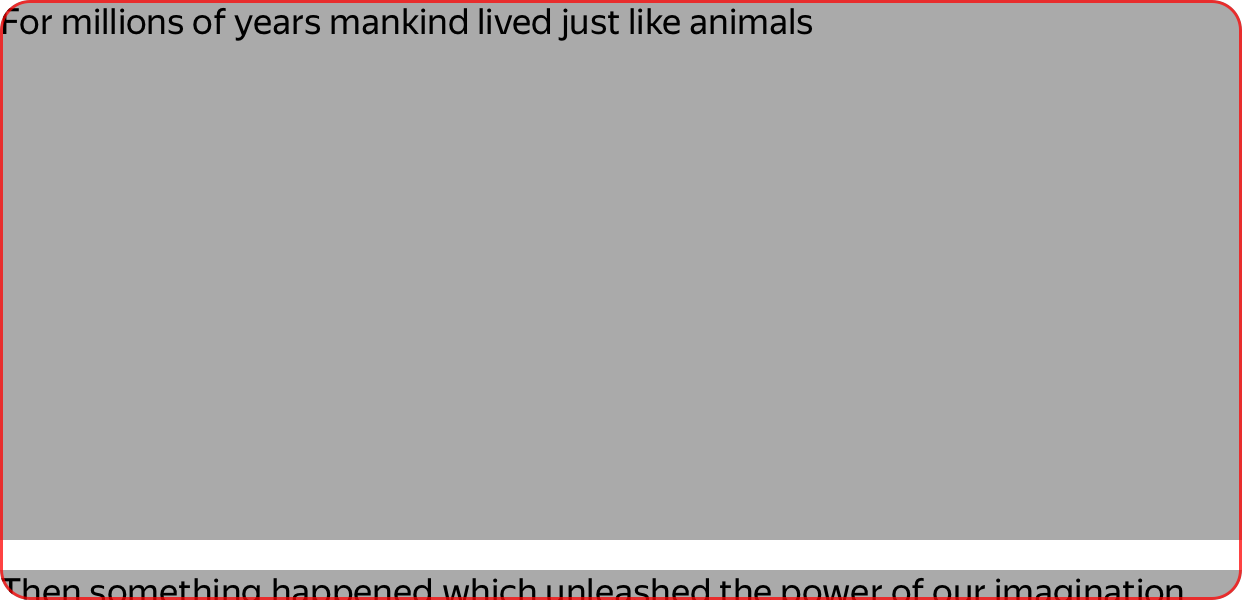 For millions of years mankind lived just like animals
Then something happened which unleashed the power of our imagination